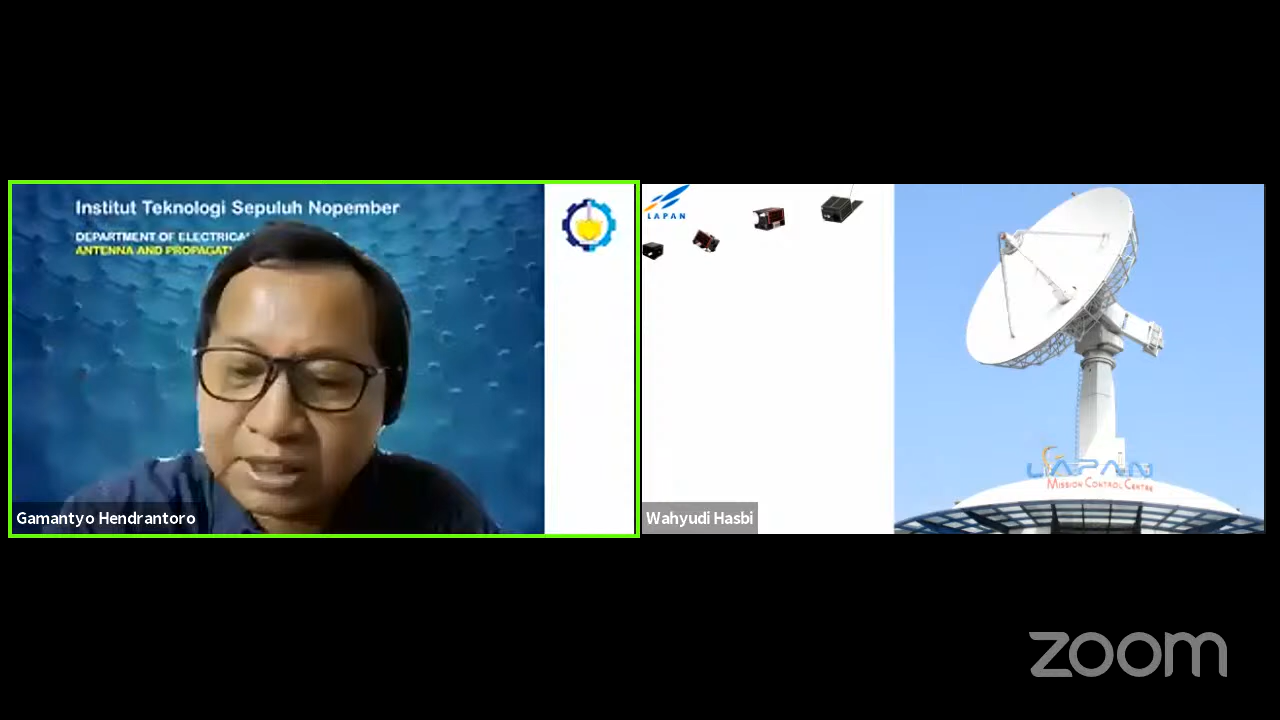 Institut Teknologi Sepuluh Nopember
DEPARTMENT OF ELECTRICAL
ANTENNA AND
Gamantyo Hendrantoro
LAPAN
LAPAN
MISSION CONTROL CENTRE
Wahyudi Hasbi
zoom